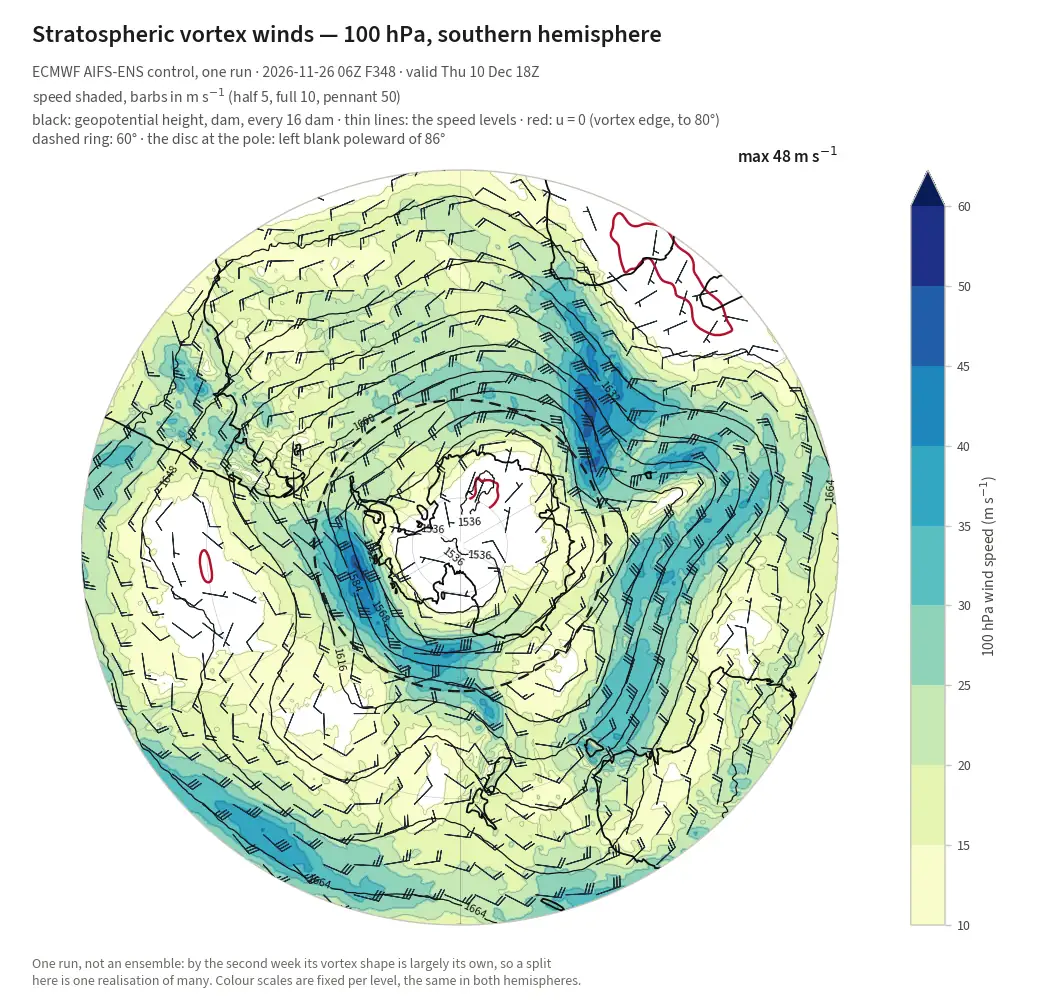 Stratospheric vortex winds — 100 hPa, southern hemisphere
ECMWF AIFS-ENS control, one run · 2026-11-26 06Z F348 · valid Thu 10 Dec 18Z
speed shaded, barbs in m s⁻¹ (half 5, full 10, pennant 50)
black: geopotential height, dam, every 16 dam · thin lines: the speed levels · red: u = 0 (vortex edge, to 80°)
dashed ring: 60° · the disc at the pole: left blank poleward of 86°
max 48 m s⁻¹
60
50
45
40
35
30
25
20
15
10
100 hPa wind speed (m s⁻¹)
1600
1648
1664
1536
1536
1536
1536
1584
1568
1616
1664
1664
One run, not an ensemble: by the second week its vortex shape is largely its own, so a split
here is one realisation of many. Colour scales are fixed per level, the same in both hemispheres.